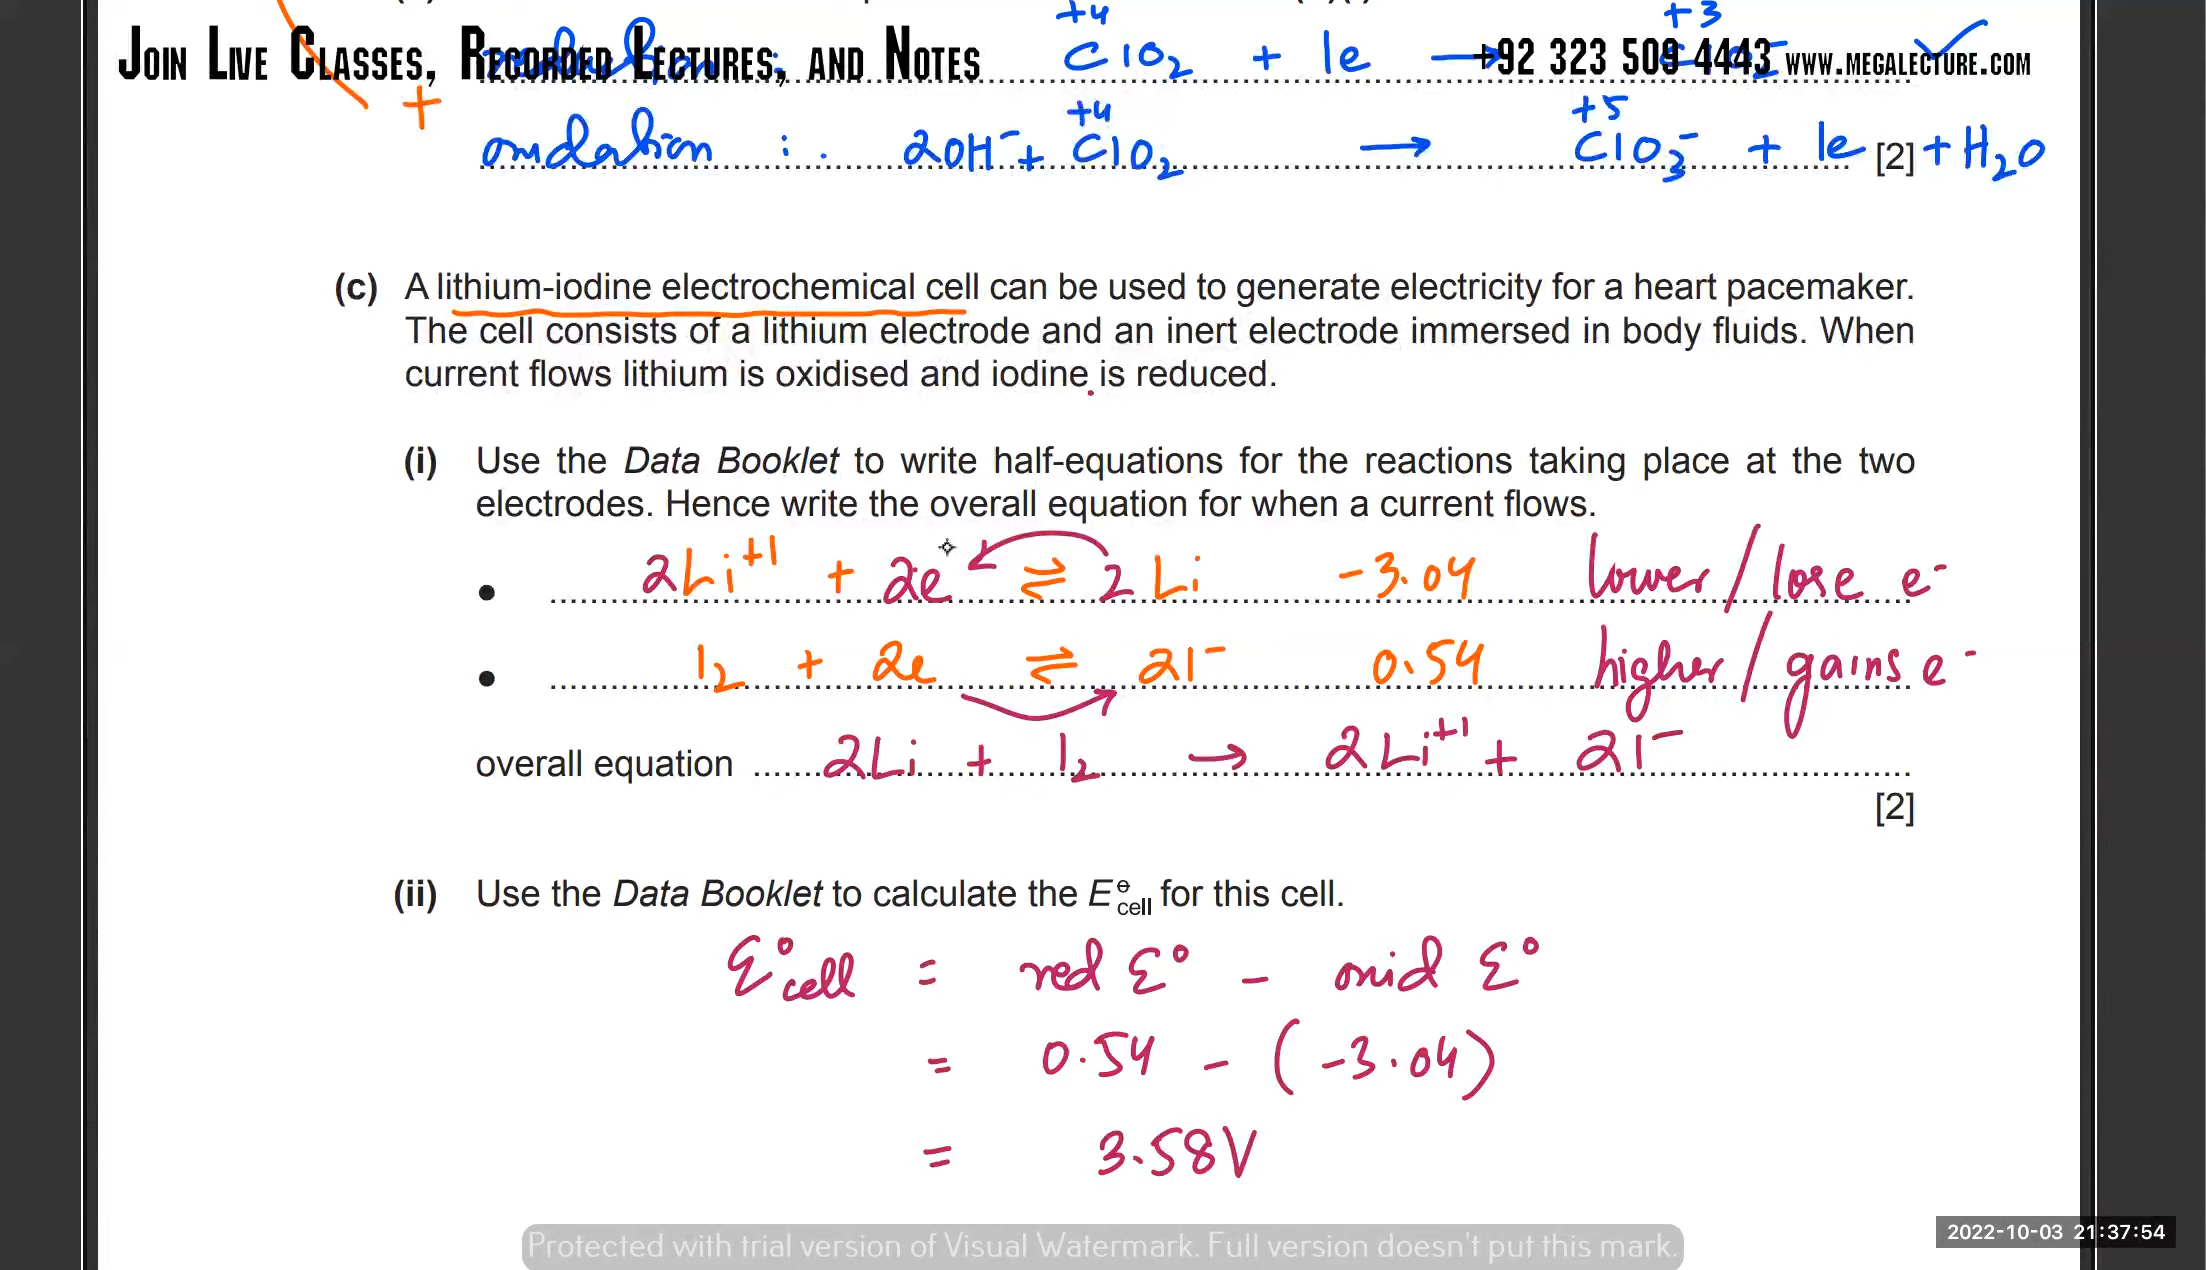 +4 +3
JOIN LIVE CLASSES, RECORDED LECTURES, AND NOTES ClO₂ + 1e → +92 323 509 4443 WWW.MEGALECTURE.COM
+ +4 +5
oxidation : 2OH⁻ + ClO₂ → ClO₃⁻ + 1e [2] + H₂O
(c) A lithium-iodine electrochemical cell can be used to generate electricity for a heart pacemaker.
The cell consists of a lithium electrode and an inert electrode immersed in body fluids. When
current flows lithium is oxidised and iodine is reduced.
(i) Use the Data Booklet to write half-equations for the reactions taking place at the two
electrodes. Hence write the overall equation for when a current flows.
• 2Li⁺¹ + 2e ⇌ 2Li -3.04 lower/lose e⁻
• I₂ + 2e ⇌ 2I⁻ 0.54 higher/gains e⁻
overall equation 2Li + I₂ → 2Li⁺¹ + 2I⁻
[2]
(ii) Use the Data Booklet to calculate the E⦵cell for this cell.
E°cell = red E° - oxid E°
= 0.54 - (-3.04)
= 3.58V
Protected with trial version of Visual Watermark. Full version doesn't put this mark.
2022-10-03 21:37:54